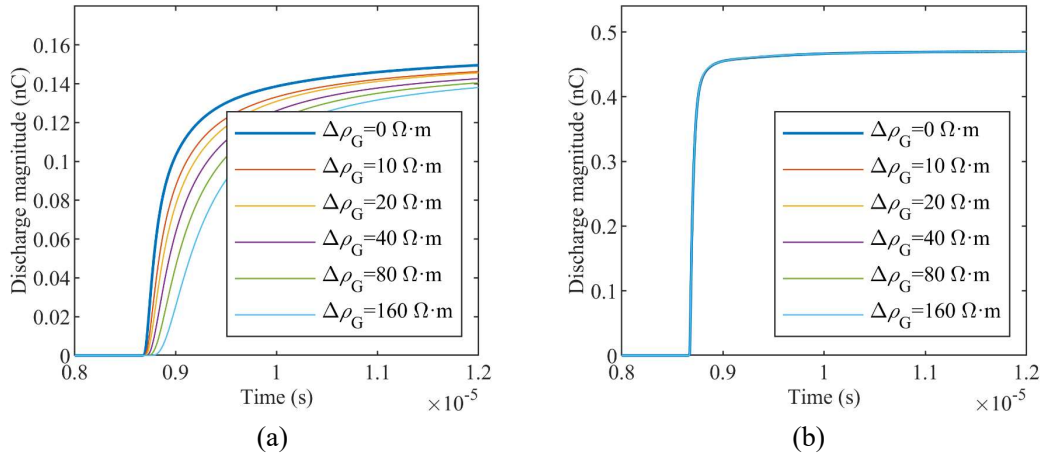 0.16
0.14
0.12
0.1
0.08
0.06
0.04
0.02
0
Discharge magnitude (nC)
ΔρG=0 Ω·m
ΔρG=10 Ω·m
ΔρG=20 Ω·m
ΔρG=40 Ω·m
ΔρG=80 Ω·m
ΔρG=160 Ω·m
0.8 0.9 1 1.1 1.2
Time (s)
×10-5
(a)
0.5
0.4
0.3
0.2
0.1
0
Discharge magnitude (nC)
ΔρG=0 Ω·m
ΔρG=10 Ω·m
ΔρG=20 Ω·m
ΔρG=40 Ω·m
ΔρG=80 Ω·m
ΔρG=160 Ω·m
0.8 0.9 1 1.1 1.2
Time (s)
×10-5
(b)